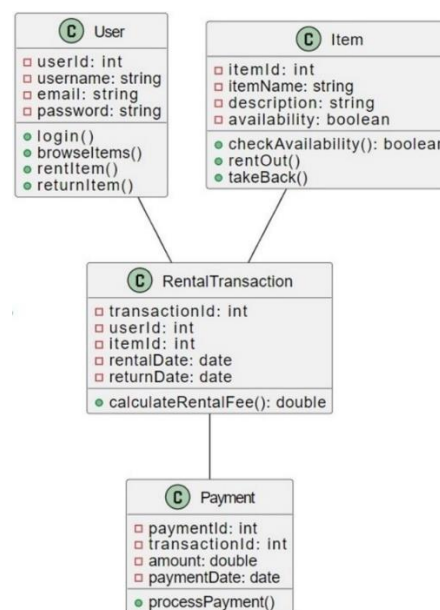 C User
userId: int
username: string
email: string
password: string
login()
browseItems()
rentItem()
returnItem()
C Item
itemId: int
itemName: string
description: string
availability: boolean
checkAvailability(): boolean
rentOut()
takeBack()
C RentalTransaction
transactionId: int
userId: int
itemId: int
rentalDate: date
returnDate: date
calculateRentalFee(): double
C Payment
paymentId: int
transactionId: int
amount: double
paymentDate: date
processPayment()